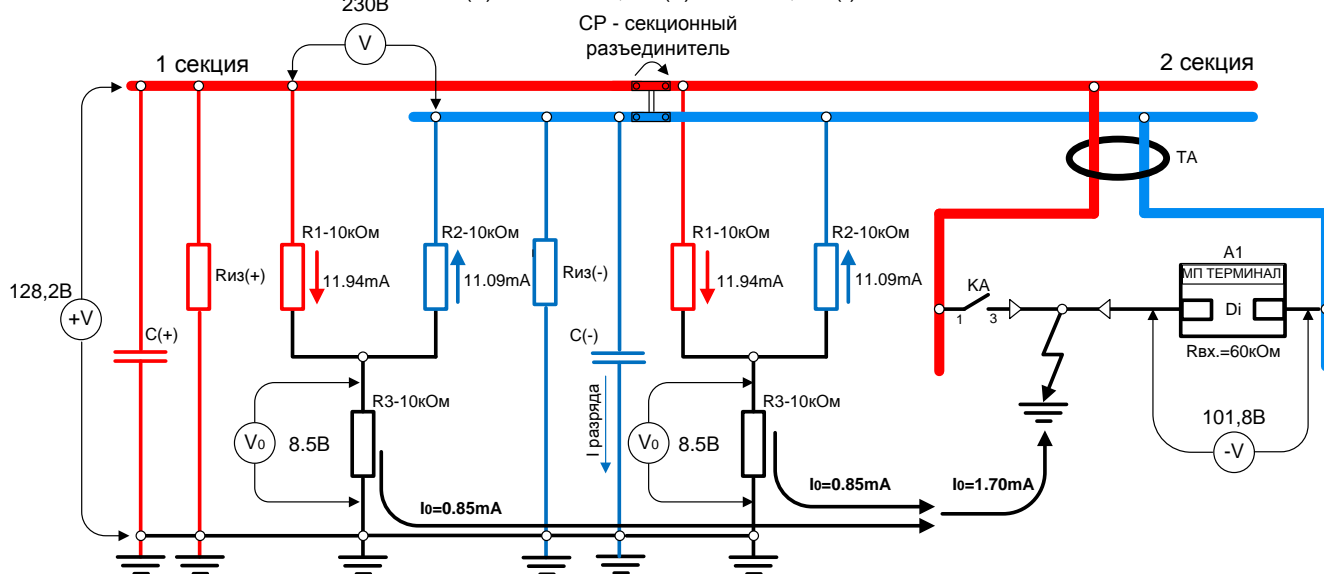 230В
V
СР - секционный
разъединитель
1 секция
2 секция
ТА
R1-10кОм
11.94mA
R2-10кОм
11.09mA
Rиз(+)
Rиз(-)
R1-10кОм
11.94mA
R2-10кОм
11.09mA
А1
МП ТЕРМИНАЛ
Di
Rвх.=60кОм
КА
1
3
128,2В
+V
C(+)
C(-)
I разряда
R3-10кОм
V0
8.5В
R3-10кОм
V0
8.5В
101,8В
-V
I0=0.85mA
I0=0.85mA
I0=1.70mA